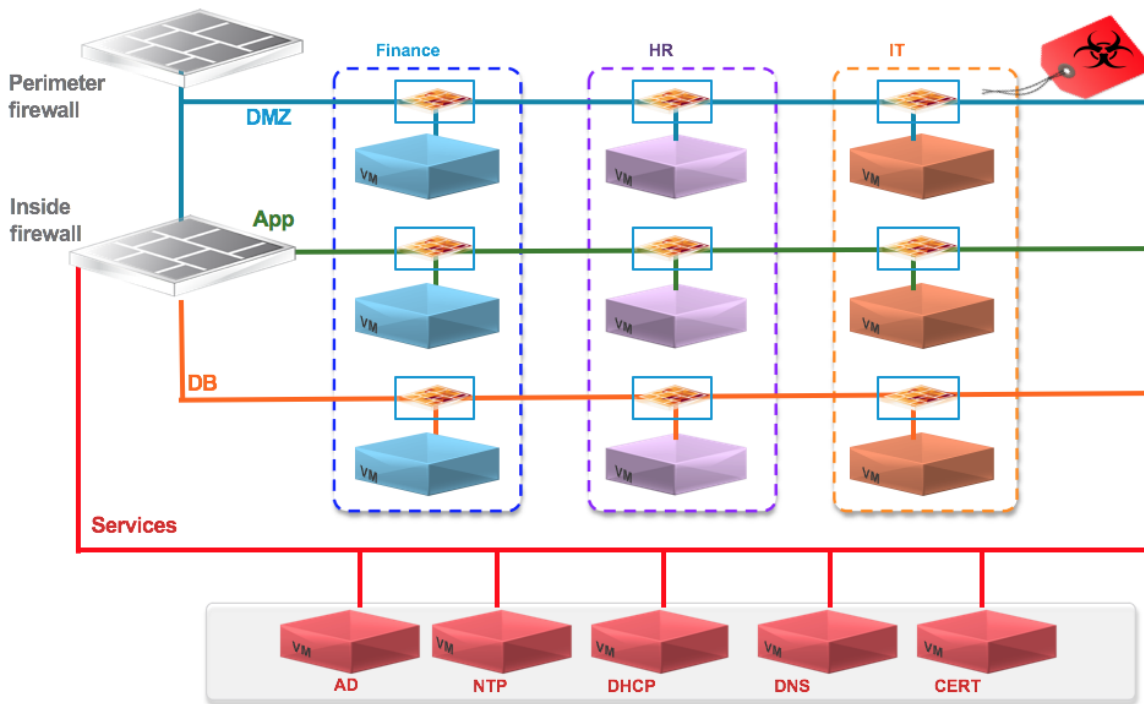 Finance
HR
IT
Perimeter
firewall
DMZ
VM
VM
VM
Inside
firewall
App
VM
VM
VM
DB
VM
VM
VM
Services
VM
VM
VM
VM
VM
AD
NTP
DHCP
DNS
CERT